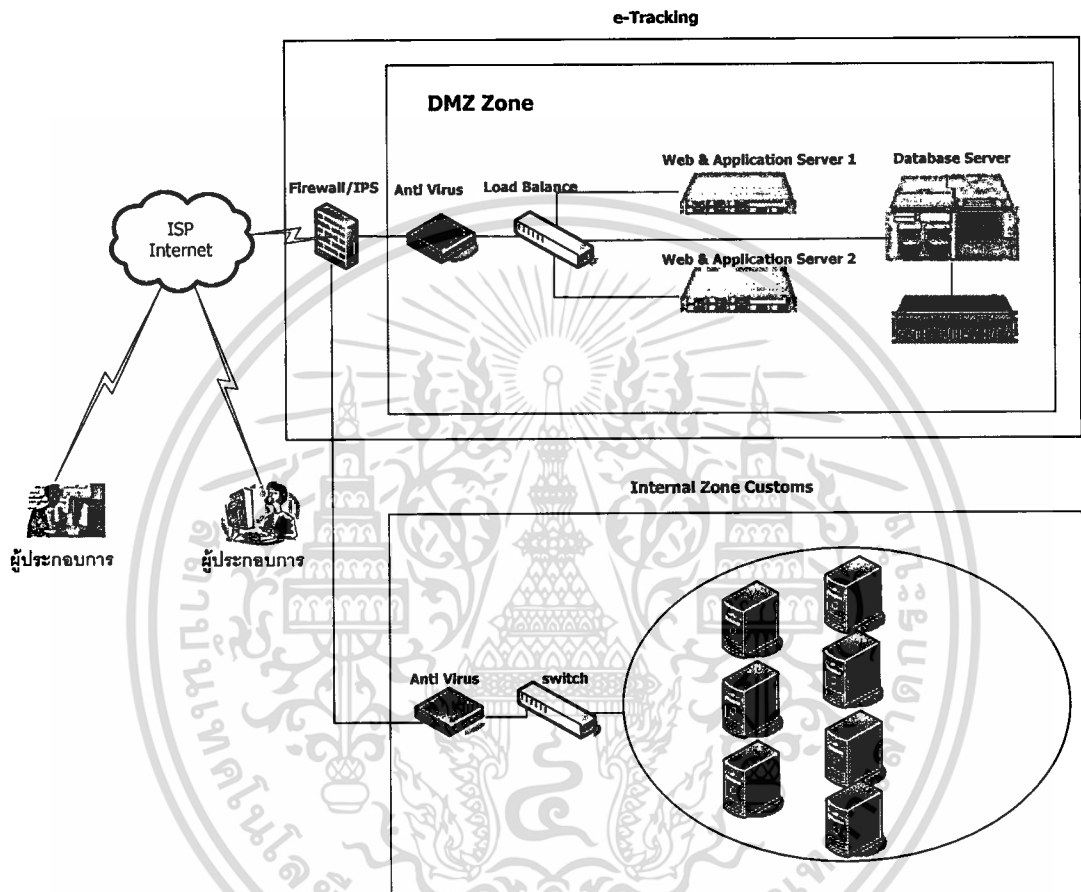 e-Tracking
DMZ Zone
Web & Application Server 1
Database Server
Firewall/IPS
Anti Virus
Load Balance
ISP
Internet
Web & Application Server 2
ผู้ประกอบการ
ผู้ประกอบการ
Internal Zone Customs
Anti Virus
switch